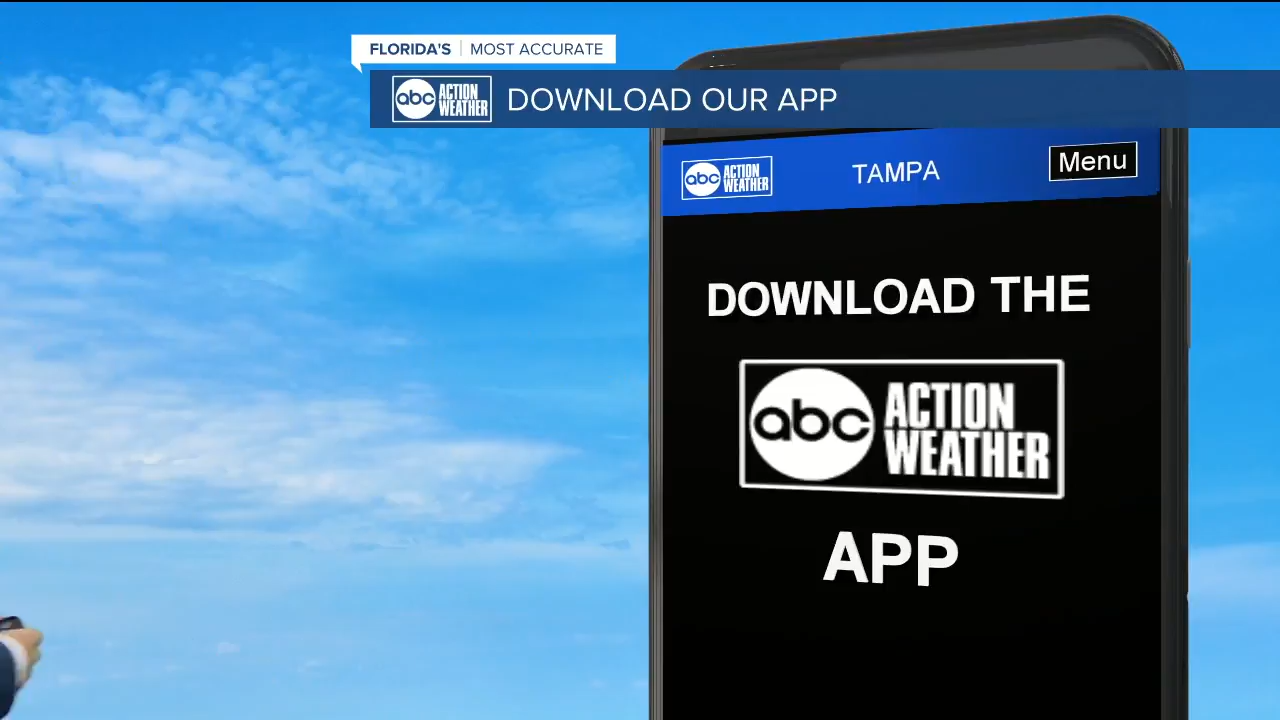 FLORIDA'S MOST ACCURATE
abc ACTION WEATHER DOWNLOAD OUR APP
abc ACTION WEATHER TAMPA Menu
DOWNLOAD THE
abc ACTION WEATHER
APP